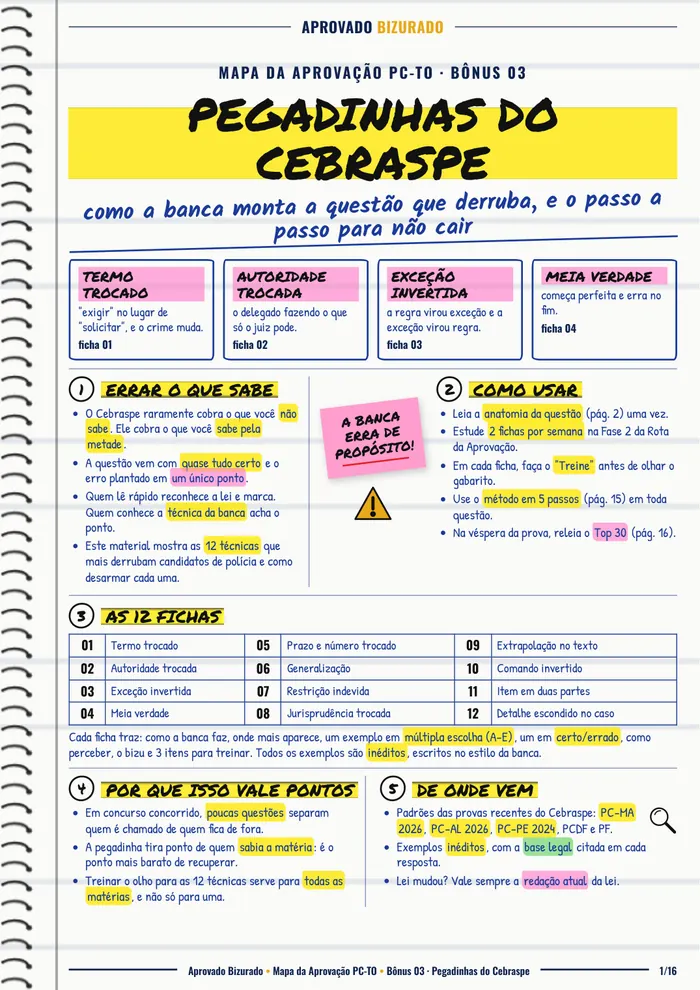 APROVADO BIZURADO
MAPA DA APROVAÇÃO PC-TO · BÔNUS 03
PEGADINHAS DO
CEBRASPE
como a banca monta a questão que derruba, e o passo a
passo para não cair
TERMO
TROCADO
"exigir" no lugar de
"solicitar", e o crime muda.
ficha 01
AUTORIDADE
TROCADA
o delegado fazendo o que
só o juiz pode.
ficha 02
EXCEÇÃO
INVERTIDA
a regra virou exceção e a
exceção virou regra.
ficha 03
MEIA VERDADE
começa perfeita e erra no
fim.
ficha 04
1 ERRAR O QUE SABE
• O Cebraspe raramente cobra o que você não
sabe. Ele cobra o que você sabe pela
metade.
• A questão vem com quase tudo certo e o
erro plantado em um único ponto.
• Quem lê rápido reconhece a lei e marca.
Quem conhece a técnica da banca acha o
ponto.
• Este material mostra as 12 técnicas que
mais derrubam candidatos de polícia e como
desarmar cada uma.
A BANCA
ERRA DE
PROPÓSITO!
2 COMO USAR
• Leia a anatomia da questão (pág. 2) uma vez.
• Estude 2 fichas por semana na Fase 2 da Rota
da Aprovação.
• Em cada ficha, faça o "Treine" antes de olhar o
gabarito.
• Use o método em 5 passos (pág. 15) em toda
questão.
• Na véspera da prova, releia o Top 30 (pág. 16).
3 AS 12 FICHAS
01 Termo trocado 05 Prazo e número trocado 09 Extrapolação no texto
02 Autoridade trocada 06 Generalização 10 Comando invertido
03 Exceção invertida 07 Restrição indevida 11 Item em duas partes
04 Meia verdade 08 Jurisprudência trocada 12 Detalhe escondido no caso
Cada ficha traz: como a banca faz, onde mais aparece, um exemplo em múltipla escolha (A-E), um em certo/errado, como
perceber, o bizu e 3 itens para treinar. Todos os exemplos são inéditos, escritos no estilo da banca.
4 POR QUE ISSO VALE PONTOS
• Em concurso concorrido, poucas questões separam
quem é chamado de quem fica de fora.
• A pegadinha tira ponto de quem sabia a matéria: é o
ponto mais barato de recuperar.
• Treinar o olho para as 12 técnicas serve para todas as
matérias, e não só para uma.
5 DE ONDE VEM
• Padrões das provas recentes do Cebraspe: PC-MA
2026, PC-AL 2026, PC-PE 2024, PCDF e PF.
• Exemplos inéditos, com a base legal citada em cada
resposta.
• Lei mudou? Vale sempre a redação atual da lei.
Aprovado Bizurado • Mapa da Aprovação PC-TO • Bônus 03 · Pegadinhas do Cebraspe 1/16